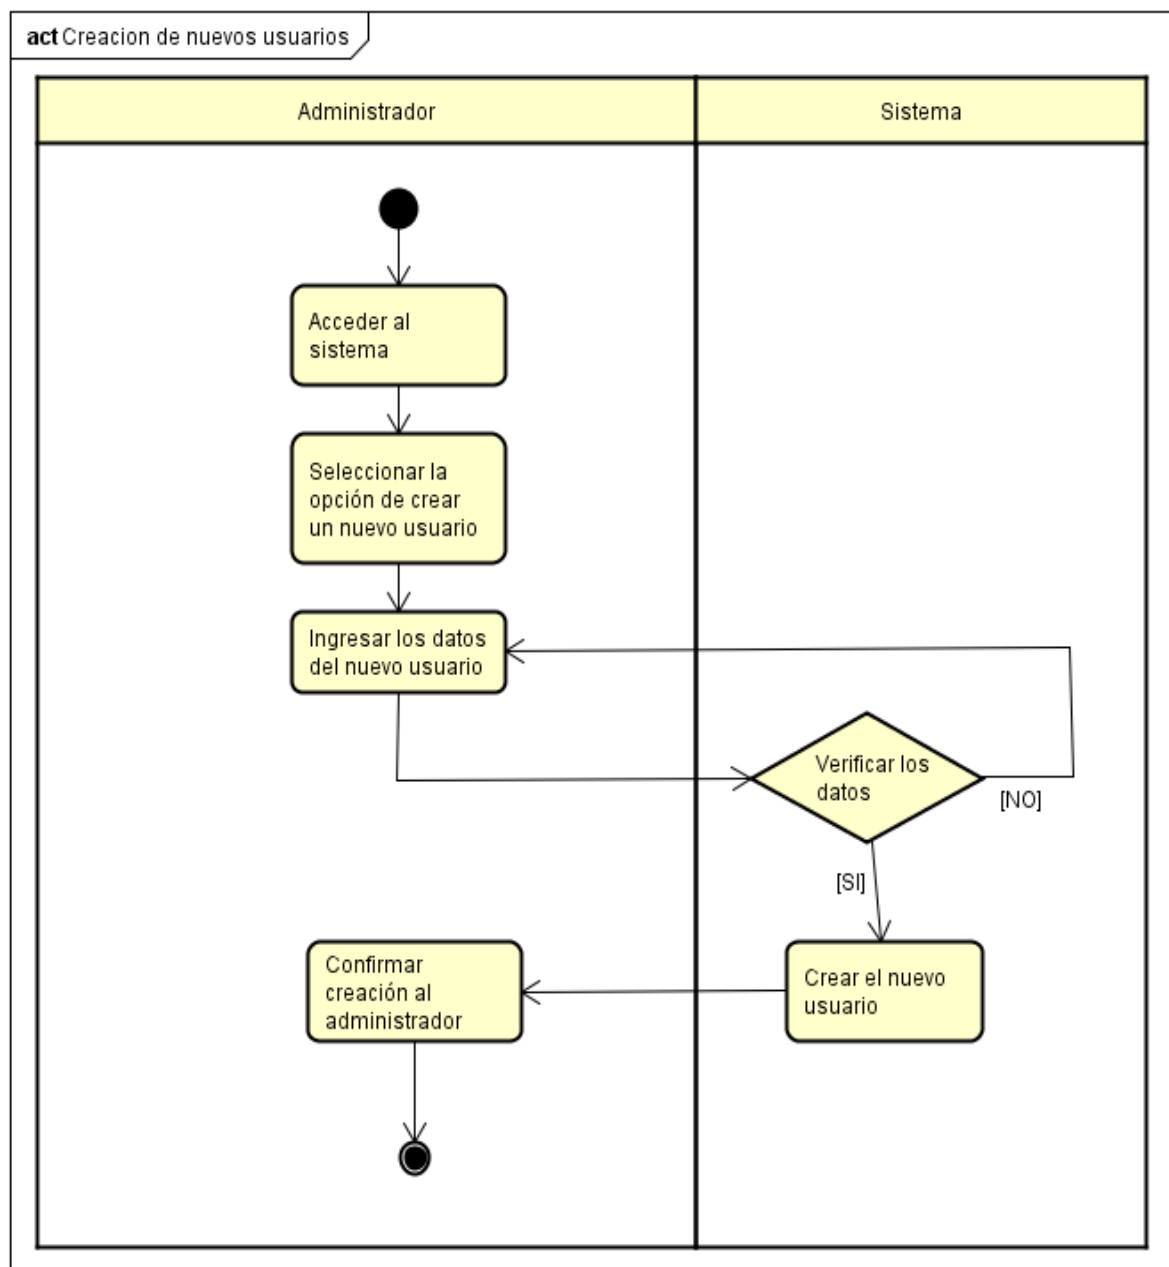 act Creacion de nuevos usuarios
Administrador
Sistema
Acceder al
sistema
Seleccionar la
opción de crear
un nuevo usuario
Ingresar los datos
del nuevo usuario
Verificar los
datos
[NO]
[SI]
Confirmar
creación al
administrador
Crear el nuevo
usuario